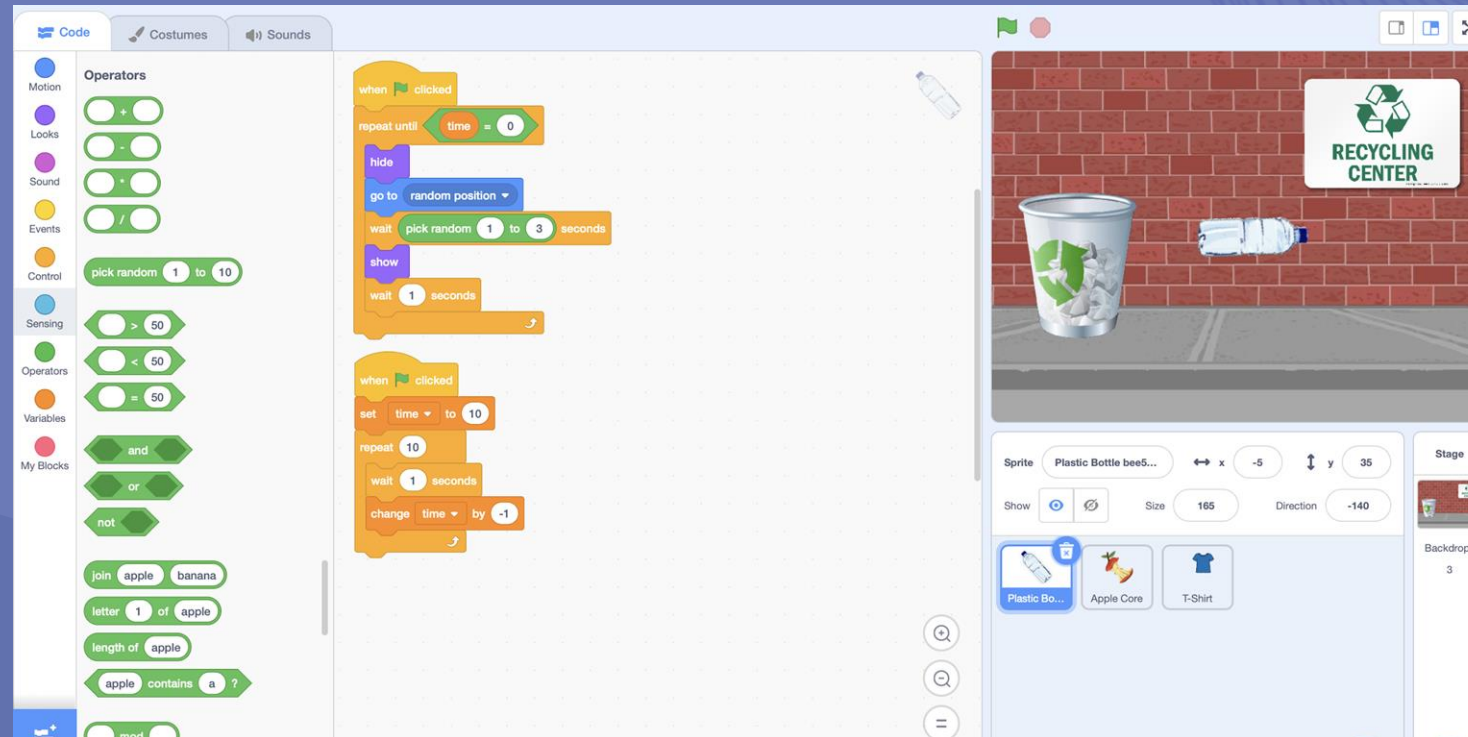 Code
Costumes
Sounds
Motion
Looks
Sound
Events
Control
Sensing
Operators
Variables
My Blocks
Operators
+
-
*
/
pick random 1 to 10
> 50
< 50
= 50
and
or
not
join apple banana
letter 1 of apple
length of apple
apple contains a ?
mod
when clicked
repeat until time = 0
hide
go to random position
wait pick random 1 to 3 seconds
show
wait 1 seconds
when clicked
set time to 10
repeat 10
wait 1 seconds
change time by -1
=
RECYCLING
CENTER
Sprite Plastic Bottle bee5... x -5 y 35
Show Size 165 Direction -140
Plastic Bo...
Apple Core
T-Shirt
Stage
Backdrop
3